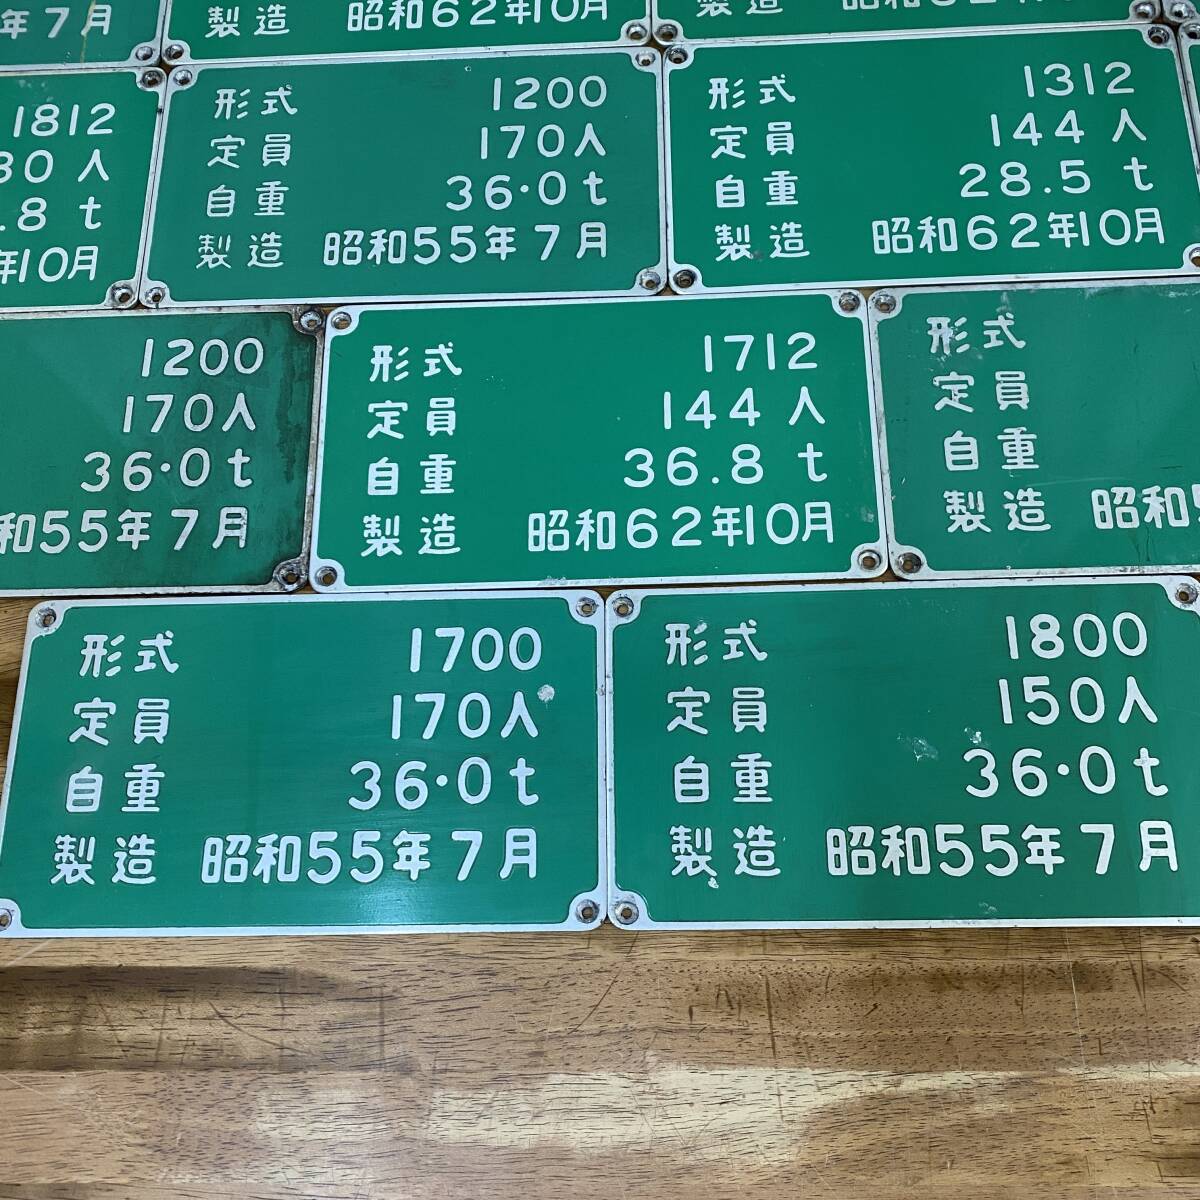 年7月
製造 昭和62年10月
製造
1812
人
.8 t
年10月
形式 1200
定員 170人
自重 36・0t
製造 昭和55年7月
形式 1312
定員 144人
自重 28.5 t
製造 昭和62年10月
1200
170人
36・0t
和55年7月
形式 1712
定員 144人
自重 36.8 t
製造 昭和62年10月
形式
定員
自重
製造 昭和5
形式 1700
定員 170人
自重 36・0t
製造 昭和55年7月
形式 1800
定員 150人
自重 36・0t
製造 昭和55年7月